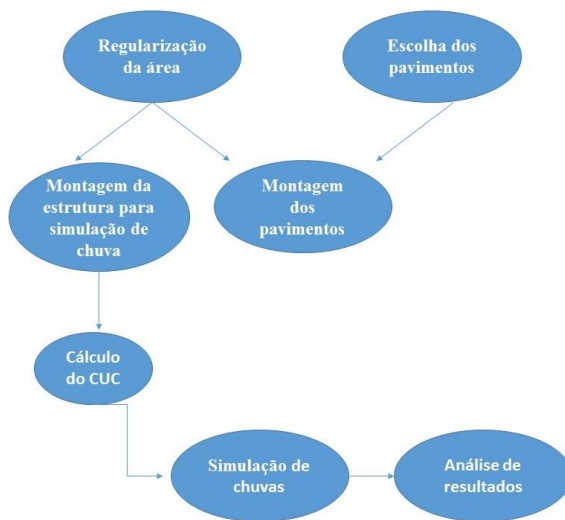 Regularização
da área
Escolha dos
pavimentos
Montagem da
estrutura para
simulação de
chuva
Montagem
dos
pavimentos
Cálculo
do CUC
Simulação de
chuvas
Análise de
resultados